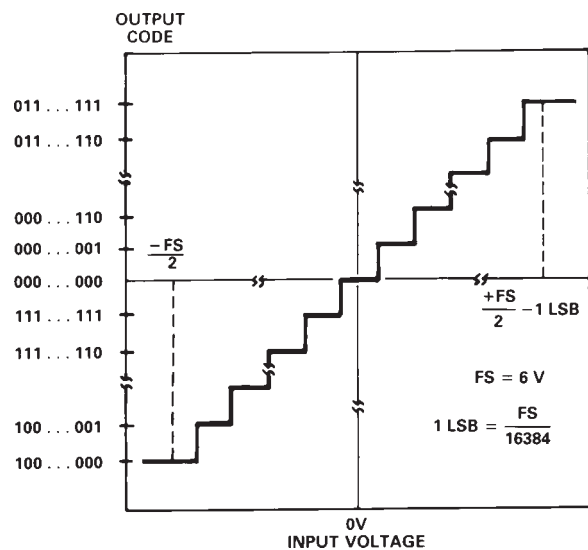 OUTPUT
CODE
011 . . . 111
011 . . . 110
000 . . . 110
000 . . . 001
000 . . . 000
111 . . . 111
111 . . . 110
100 . . . 001
100 . . . 000
–FS
2
+FS
2
–1 LSB
FS = 6 V
1 LSB = FS
16384
0V
INPUT VOLTAGE